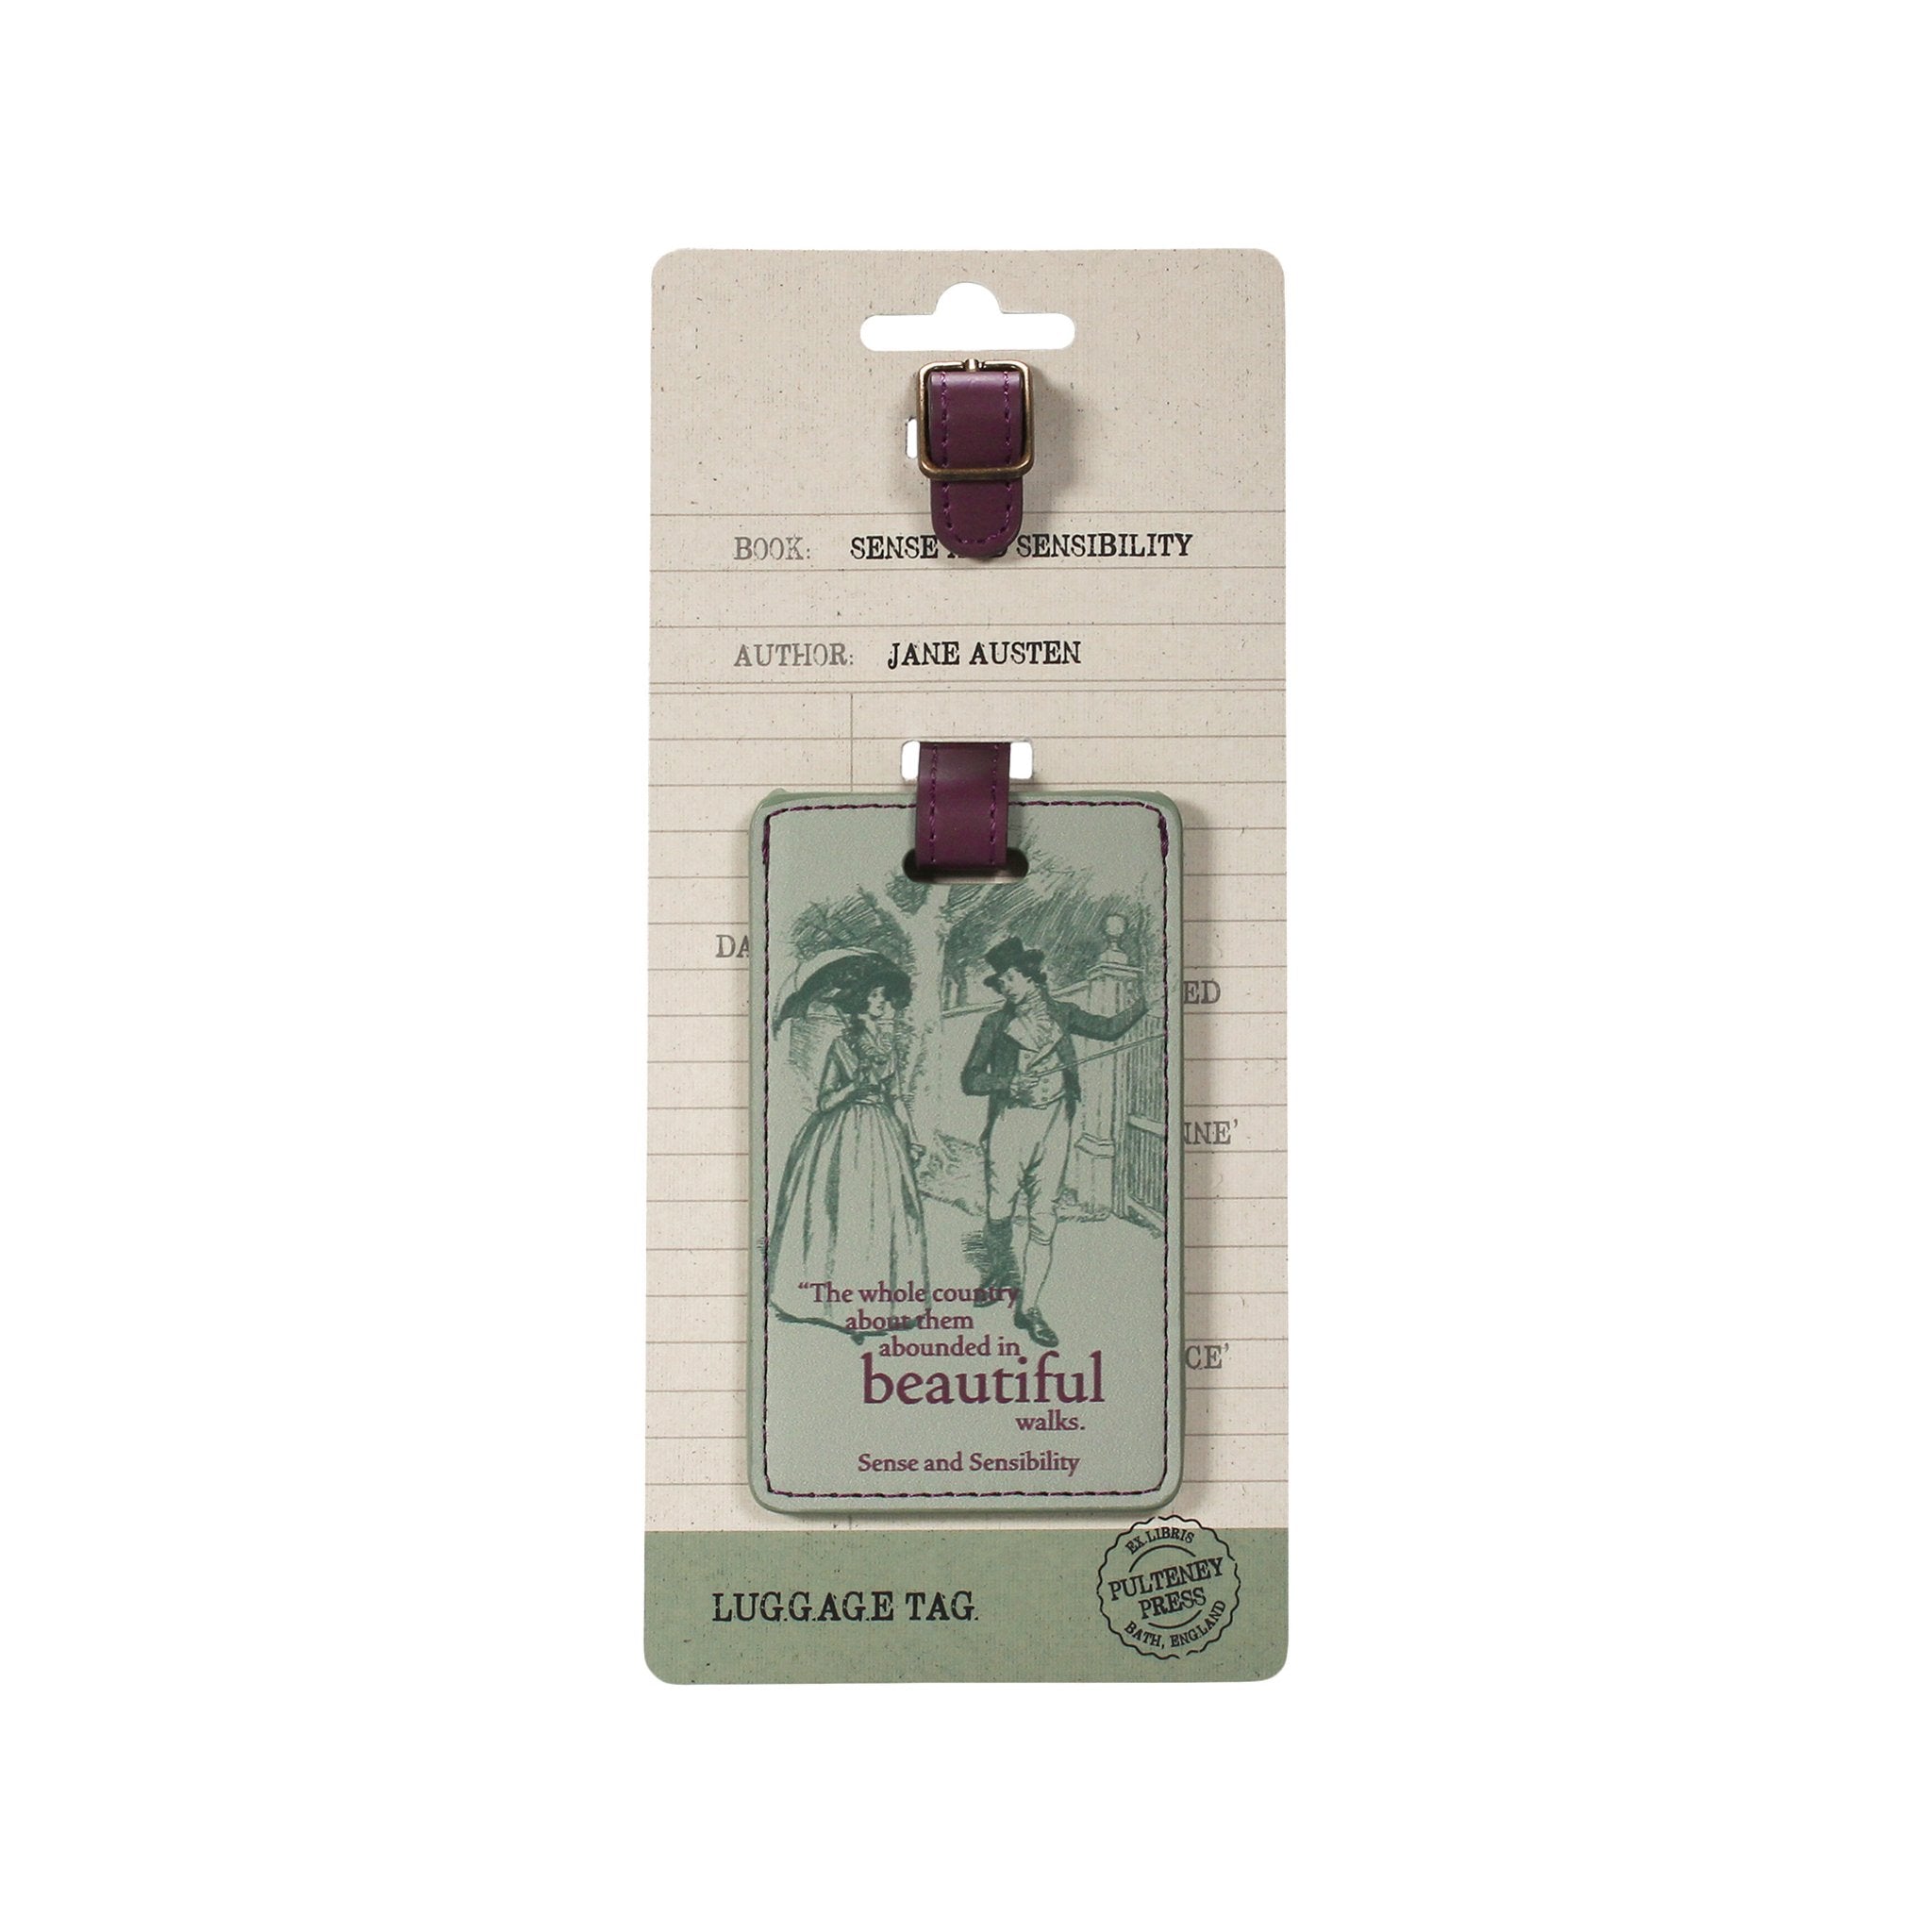 BOOK: SENSE SENSIBILITY
AUTHOR: JANE AUSTEN
“The whole country
about them
abounded in
beautiful
walks.
Sense and Sensibility
LUGGAGE TAG
EX LIBRIS
PULTENEY
PRESS
BATH, ENGLAND